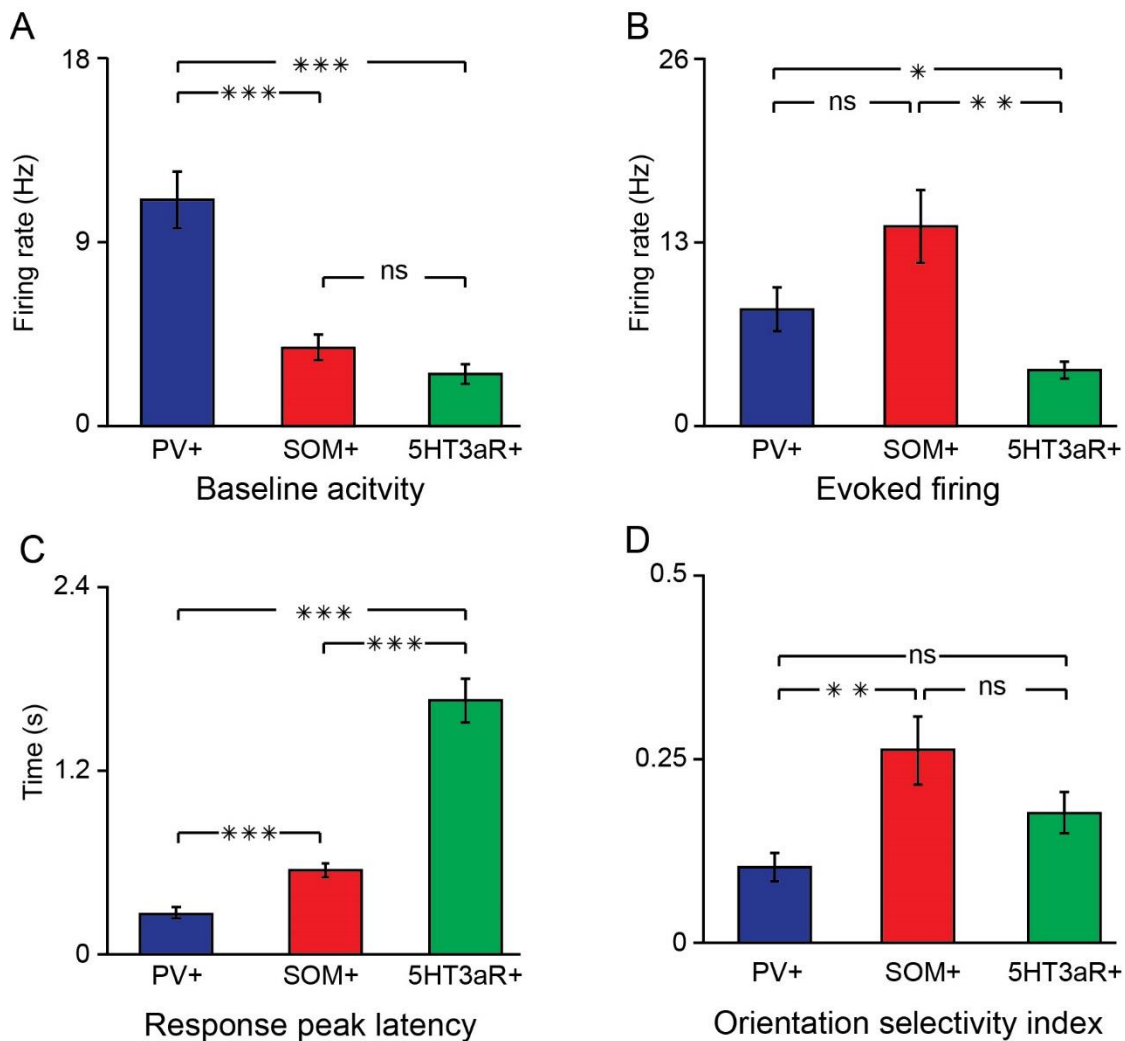 A
18
***
***
Firing rate (Hz)
9
ns
0
PV+ SOM+ 5HT3aR+
Baseline acitvity
B
26
*
ns
* *
Firing rate (Hz)
13
0
PV+ SOM+ 5HT3aR+
Evoked firing
C
2.4
***
***
Time (s)
1.2
***
0
PV+ SOM+ 5HT3aR+
Response peak latency
D
0.5
ns
* *
ns
0.25
0
PV+ SOM+ 5HT3aR+
Orientation selectivity index